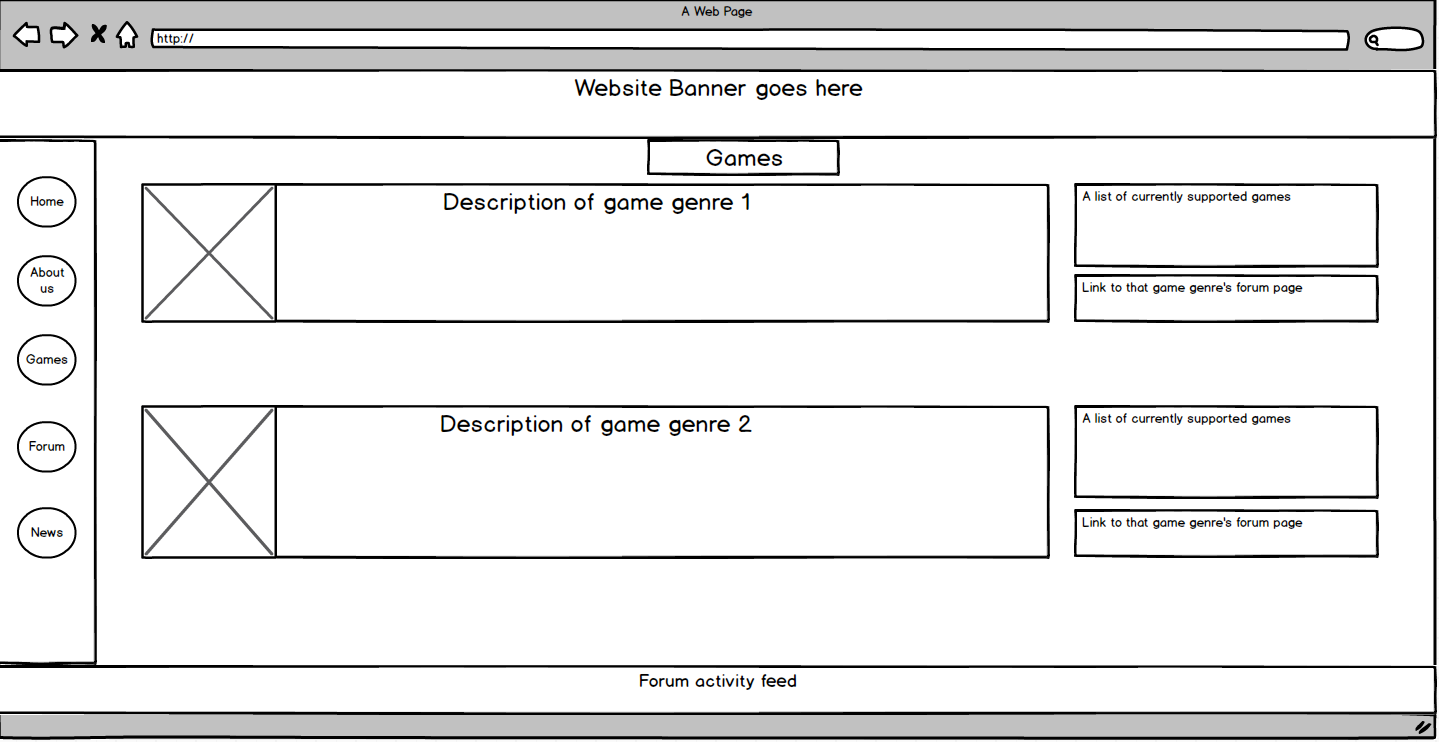 A Web Page
http://
Website Banner goes here
Games
Home
About
us
Games
Forum
News
Description of game genre 1
A list of currently supported games
Link to that game genre's forum page
Description of game genre 2
A list of currently supported games
Link to that game genre's forum page
Forum activity feed